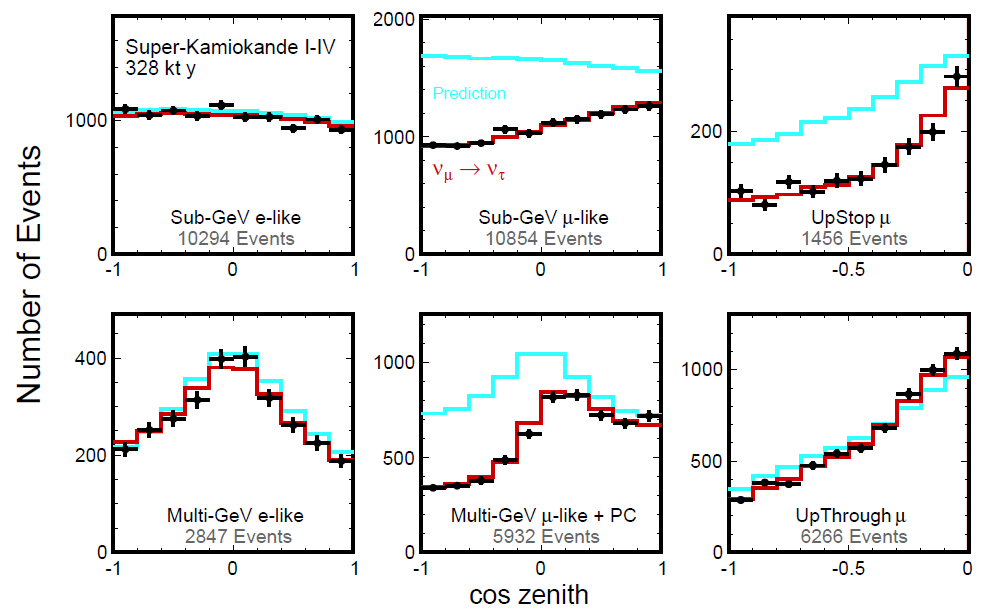 Number of Events
Super-Kamiokande I-IV
328 kt y
1000
0
Sub-GeV e-like
10294 Events
-1 0 1
2000
1000
0
Prediction
νμ → ντ
Sub-GeV μ-like
10854 Events
-1 0 1
200
0
UpStop μ
1456 Events
-1 -0.5 0
400
200
0
Multi-GeV e-like
2847 Events
-1 0 1
1000
500
0
Multi-GeV μ-like + PC
5932 Events
-1 0 1
1000
500
0
UpThrough μ
6266 Events
-1 -0.5 0
cos zenith